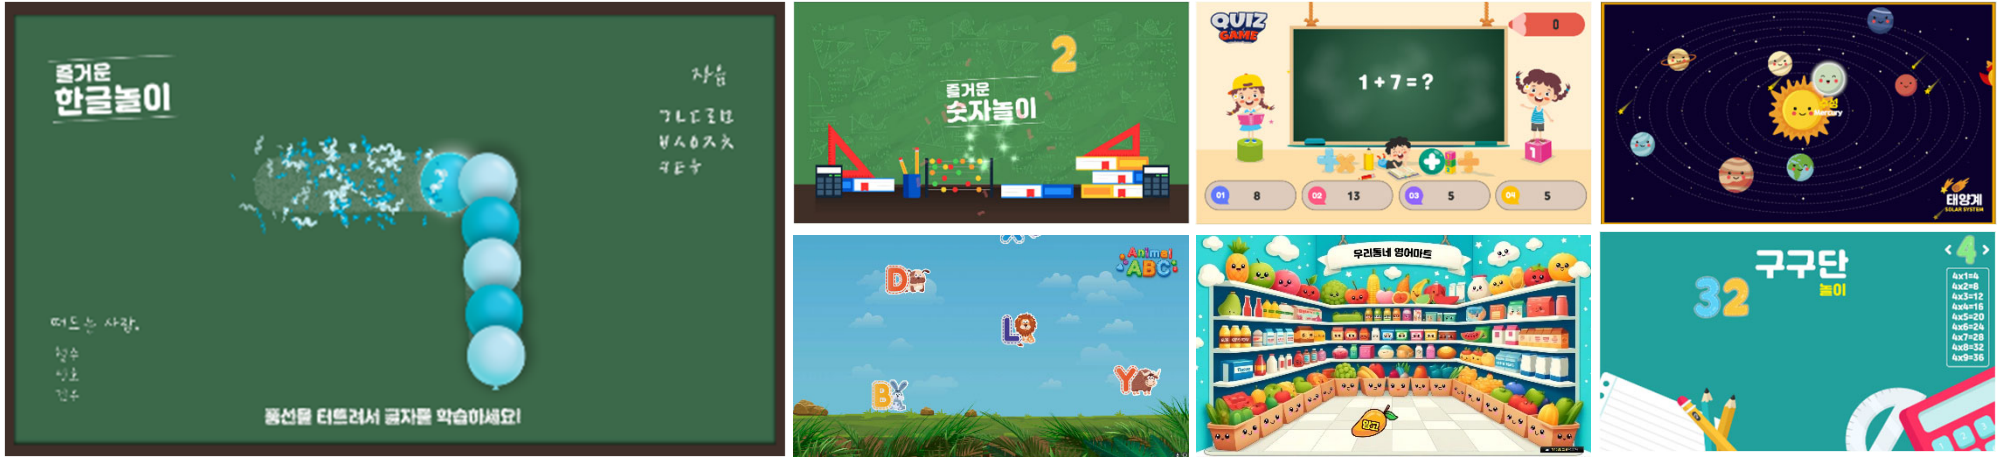 즐거운
한글놀이
자음
ㄱㄴㄷㄹㅁ
ㅂㅅㅇㅈㅊ
ㅋㅌㅎ
떠드는 사람.
철수
영호
풍선을 터트려서 글자를 학습하세요!
2
즐거운
숫자놀이
QUIZ
GAME
0
1 + 7 = ?
1
01 8
02 13
03 5
04 5
수성
Mercury
태양계
SOLAR SYSTEM
Animal
ABC
D
L
B
Y
우리동네 영어마트
망고
구구단
놀이
32
4
4x1=4
4x2=8
4x3=12
4x4=16
4x5=20
4x6=24
4x7=28
4x8=32
4x9=36